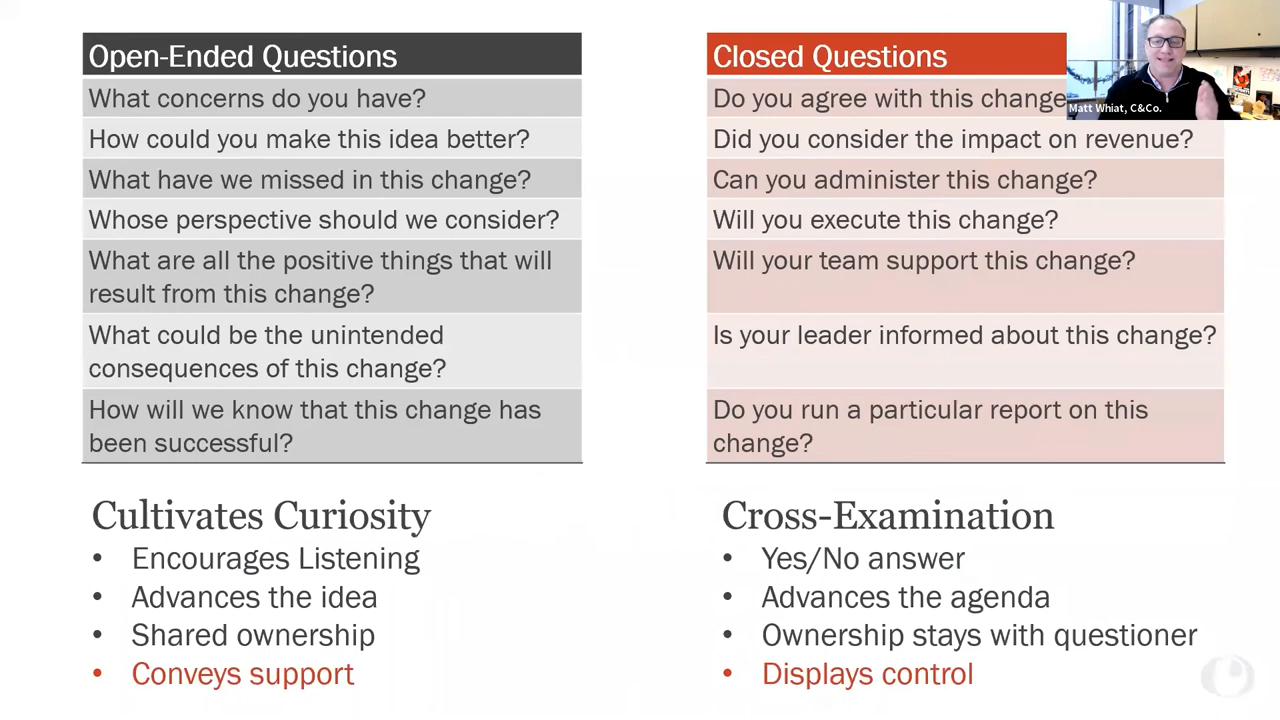 Open-Ended Questions
What concerns do you have?
How could you make this idea better?
What have we missed in this change?
Whose perspective should we consider?
What are all the positive things that will
result from this change?
What could be the unintended
consequences of this change?
How will we know that this change has
been successful?
Cultivates Curiosity
• Encourages Listening
• Advances the idea
• Shared ownership
• Conveys support
Closed Questions
Do you agree with this change
Did you consider the impact on revenue?
Can you administer this change?
Will you execute this change?
Will your team support this change?
Is your leader informed about this change?
Do you run a particular report on this
change?
Cross-Examination
• Yes/No answer
• Advances the agenda
• Ownership stays with questioner
• Displays control
Matt Whiat, C&Co.